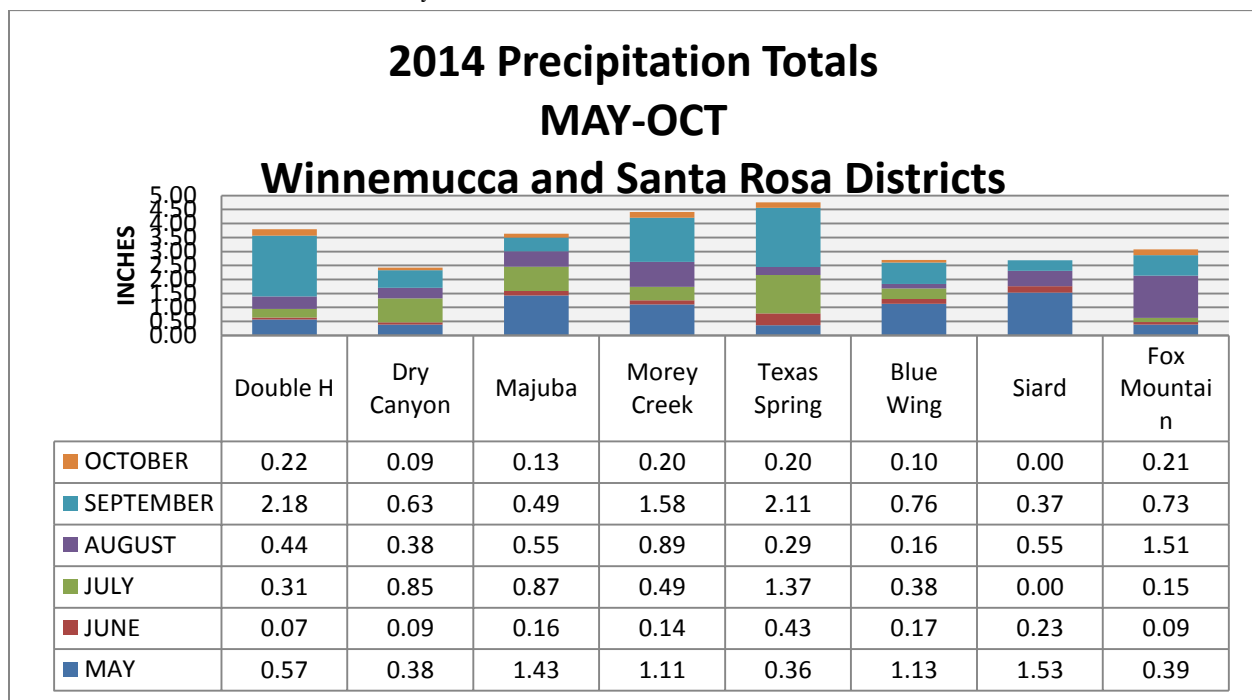 2014 Precipitation Totals
MAY-OCT
Winnemucca and Santa Rosa Districts
INCHES
5.00
4.50
4.00
3.50
3.00
2.50
2.00
1.50
1.00
0.50
0.00
Double H Dry Canyon Majuba Morey Creek Texas Spring Blue Wing Siard Fox Mountain
OCTOBER 0.22 0.09 0.13 0.20 0.20 0.10 0.00 0.21
SEPTEMBER 2.18 0.63 0.49 1.58 2.11 0.76 0.37 0.73
AUGUST 0.44 0.38 0.55 0.89 0.29 0.16 0.55 1.51
JULY 0.31 0.85 0.87 0.49 1.37 0.38 0.00 0.15
JUNE 0.07 0.09 0.16 0.14 0.43 0.17 0.23 0.09
MAY 0.57 0.38 1.43 1.11 0.36 1.13 1.53 0.39